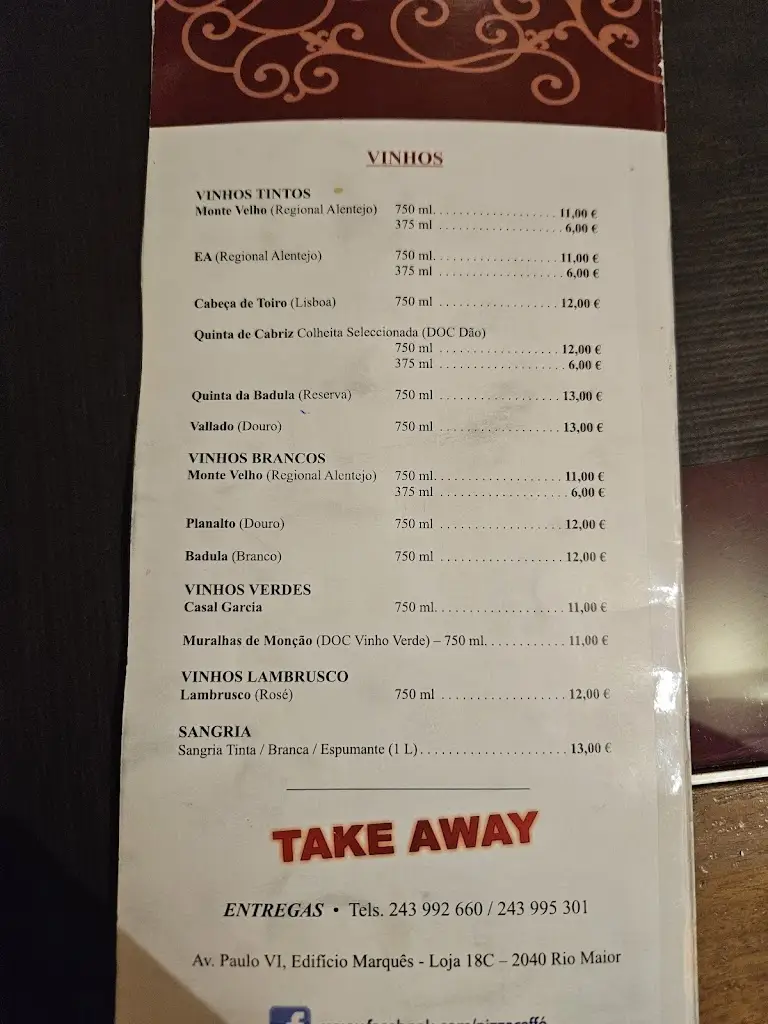 VINHOS
VINHOS TINTOS
Monte Velho (Regional Alentejo) 750 ml. . . . . . . . . . . . . . . . . . 11,00 €
375 ml . . . . . . . . . . . . . . . . . . 6,00 €
EA (Regional Alentejo) 750 ml. . . . . . . . . . . . . . . . . . 11,00 €
375 ml . . . . . . . . . . . . . . . . . . 6,00 €
Cabeça de Toiro (Lisboa) 750 ml . . . . . . . . . . . . . . . . . 12,00 €
Quinta de Cabriz Colheita Seleccionada (DOC Dão)
750 ml . . . . . . . . . . . . . . . . . 12,00 €
375 ml . . . . . . . . . . . . . . . . . . 6,00 €
Quinta da Badula (Reserva) 750 ml . . . . . . . . . . . . . . . . . 13,00 €
Vallado (Douro) 750 ml . . . . . . . . . . . . . . . . . 13,00 €
VINHOS BRANCOS
Monte Velho (Regional Alentejo) 750 ml. . . . . . . . . . . . . . . . . . 11,00 €
375 ml . . . . . . . . . . . . . . . . . . 6,00 €
Planalto (Douro) 750 ml . . . . . . . . . . . . . . . . . 12,00 €
Badula (Branco) 750 ml . . . . . . . . . . . . . . . . . 12,00 €
VINHOS VERDES
Casal Garcia 750 ml. . . . . . . . . . . . . . . . . . 11,00 €
Muralhas de Monção (DOC Vinho Verde) – 750 ml. . . . . . . . . . . . 11,00 €
VINHOS LAMBRUSCO
Lambrusco (Rosé) 750 ml . . . . . . . . . . . . . . . . . 12,00 €
SANGRIA
Sangria Tinta / Branca / Espumante (1 L). . . . . . . . . . . . . . . . . . . . 13,00 €
TAKE AWAY
ENTREGAS • Tels. 243 992 660 / 243 995 301
Av. Paulo VI, Edifício Marquês - Loja 18C – 2040 Rio Maior
f www.facebook.com/pizzacaffé